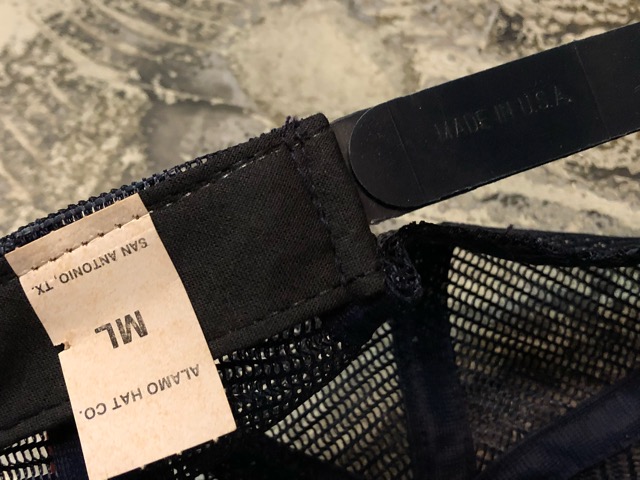 MADE IN U.S.A.
ALAMO HAT CO.
ML
SAN ANTONIO, TX.